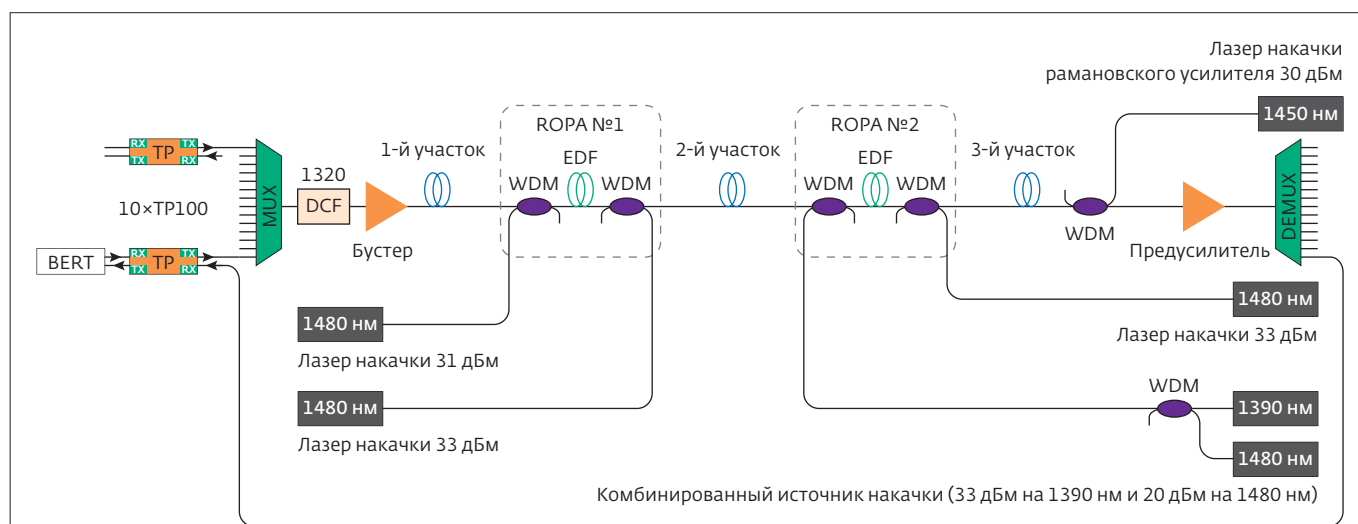 Лазер накачки
рамановского усилителя 30 дБм
1450 нм
ROPA №1
ROPA №2
RX TX
TP
TX RX
1-й участок
EDF
2-й участок
EDF
3-й участок
1320
WDM
WDM
WDM
WDM
10×TP100
MUX
DCF
DEMUX
RX TX
BERT
TP
TX RX
Бустер
WDM
Предусилитель
1480 нм
1480 нм
Лазер накачки 31 дБм
Лазер накачки 33 дБм
WDM
1480 нм
1390 нм
Лазер накачки 33 дБм
1480 нм
Комбинированный источник накачки (33 дБм на 1390 нм и 20 дБм на 1480 нм)